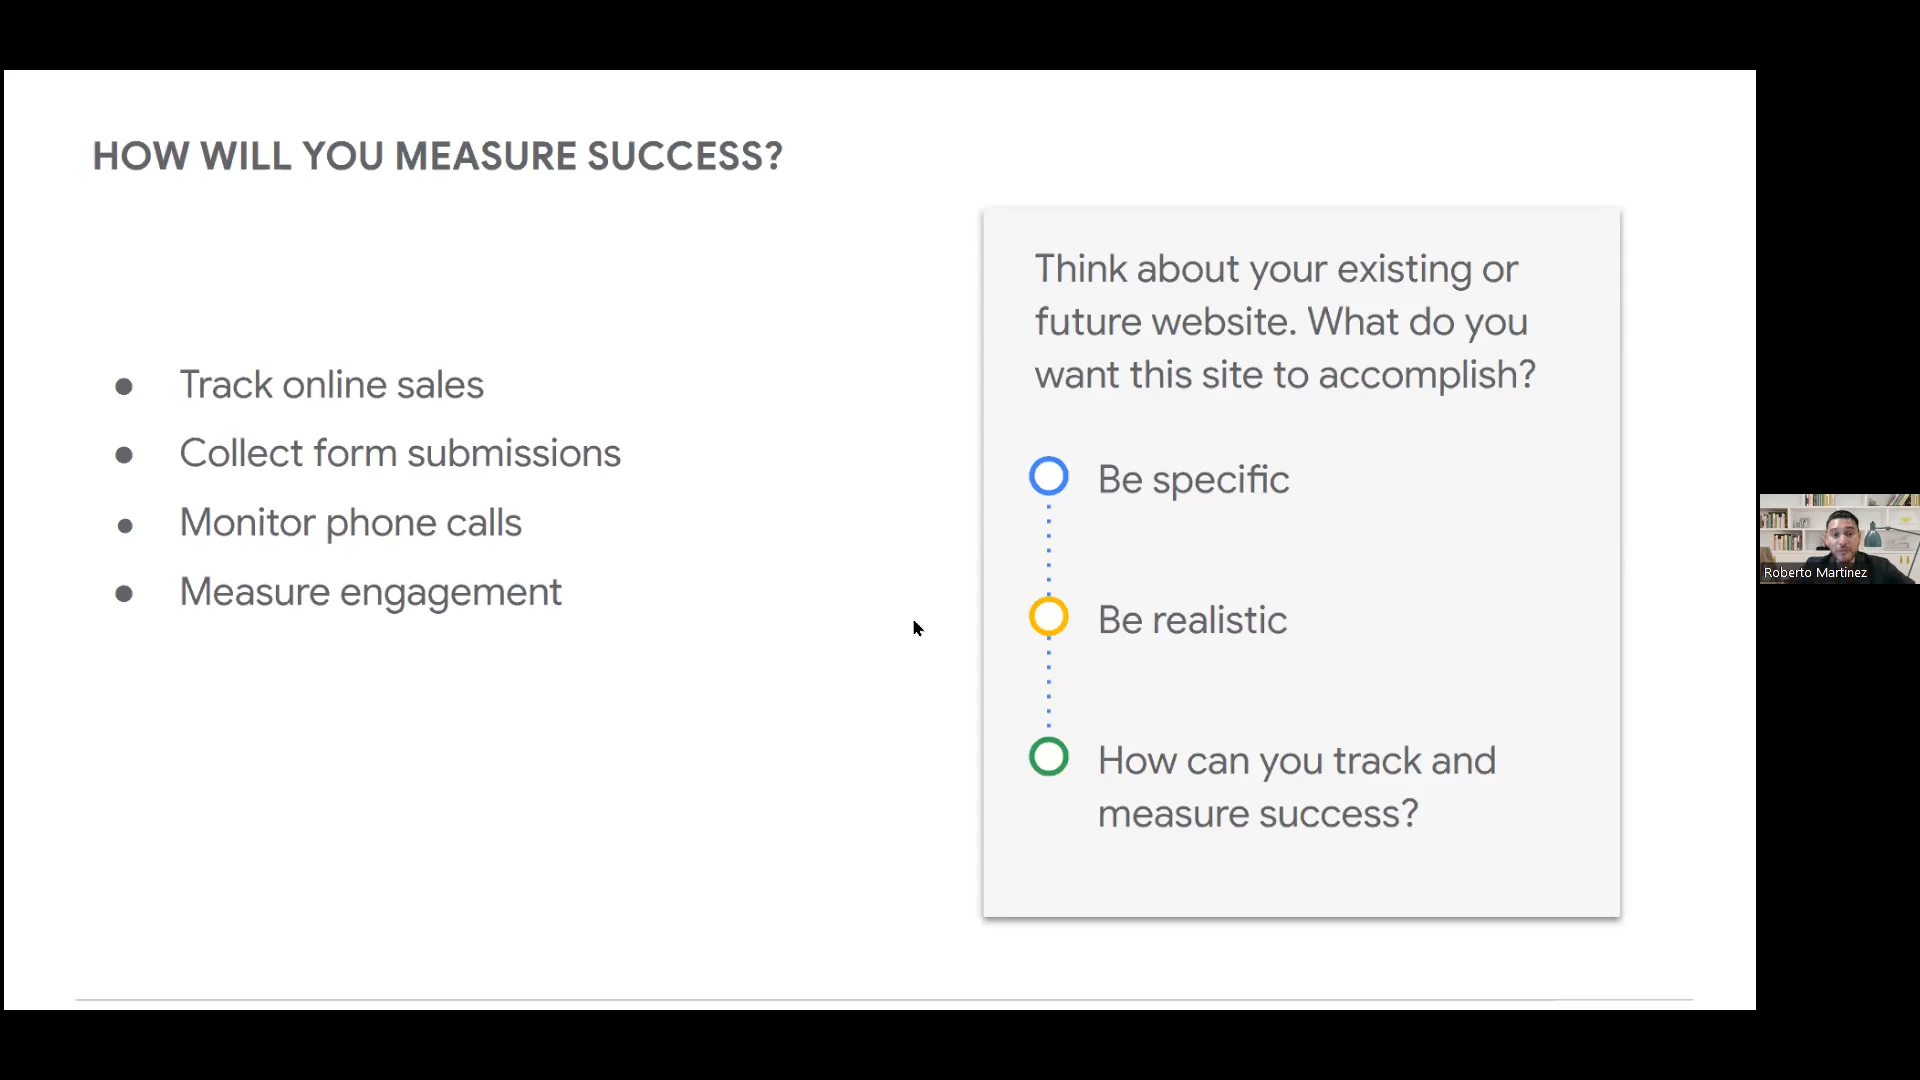 HOW WILL YOU MEASURE SUCCESS?
● Track online sales
● Collect form submissions
● Monitor phone calls
● Measure engagement
Think about your existing or
future website. What do you
want this site to accomplish?
Be specific
Be realistic
How can you track and
measure success?
Roberto Martinez